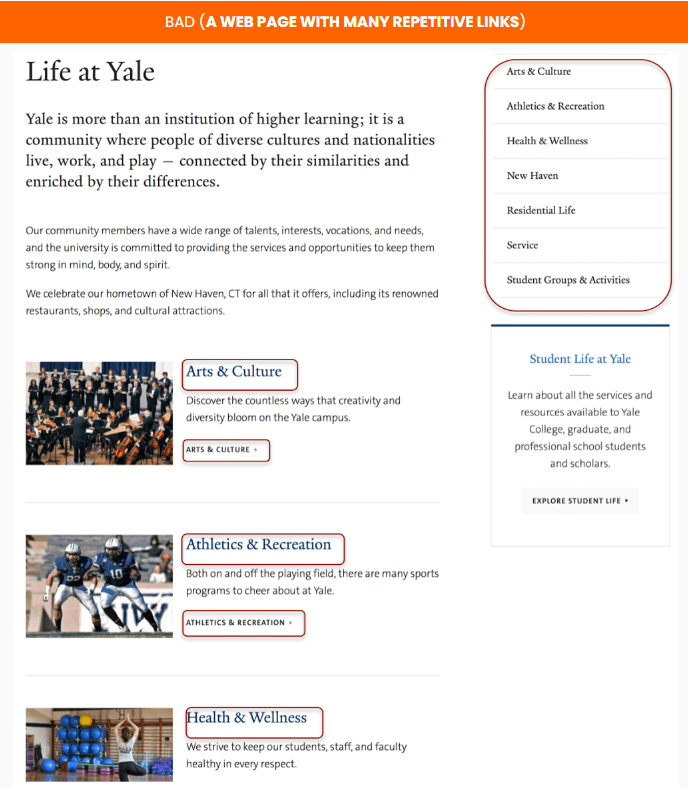 BAD (A WEB PAGE WITH MANY REPETITIVE LINKS)
Life at Yale
Yale is more than an institution of higher learning; it is a
community where people of diverse cultures and nationalities
live, work, and play — connected by their similarities and
enriched by their differences.
Our community members have a wide range of talents, interests, vocations, and needs,
and the university is committed to providing the services and opportunities to keep them
strong in mind, body, and spirit.
We celebrate our hometown of New Haven, CT for all that it offers, including its renowned
restaurants, shops, and cultural attractions.
Arts & Culture
Discover the countless ways that creativity and
diversity bloom on the Yale campus.
ARTS & CULTURE
Athletics & Recreation
Both on and off the playing field, there are many sports
programs to cheer about at Yale.
ATHLETICS & RECREATION
Health & Wellness
We strive to keep our students, staff, and faculty
healthy in every respect.
Arts & Culture
Athletics & Recreation
Health & Wellness
New Haven
Residential Life
Service
Student Groups & Activities
Student Life at Yale
Learn about all the services and
resources available to Yale
College, graduate, and
professional school students
and scholars.
EXPLORE STUDENT LIFE